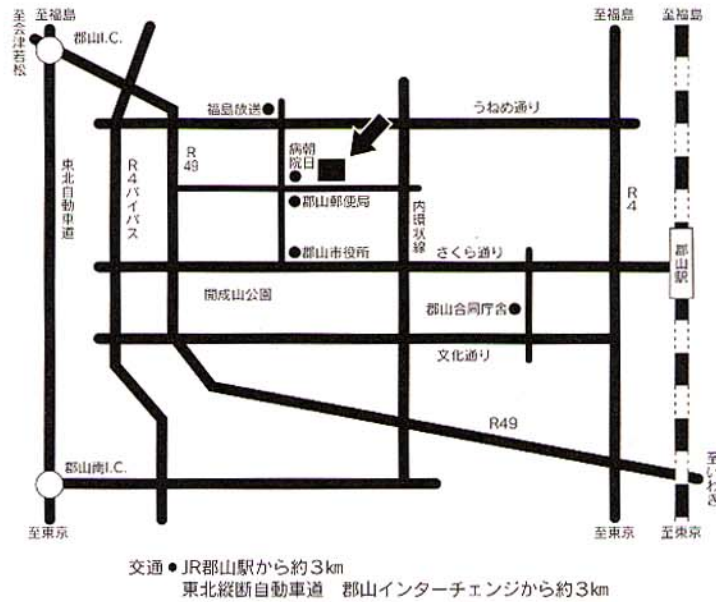 至福島
至福島
至福島
至会津若松
郡山I.C.
福島放送
うねめ通り
R49
朝日病院
東北自動車道
R4バイパス
郡山郵便局
内環状線
R4
郡山市役所
さくら通り
郡山駅
開成山公園
郡山合同庁舎
文化通り
R49
郡山南I.C.
至いわき
至東京
至東京
至東京
交通●JR郡山駅から約3km
東北縦断自動車道 郡山インターチェンジから約3km